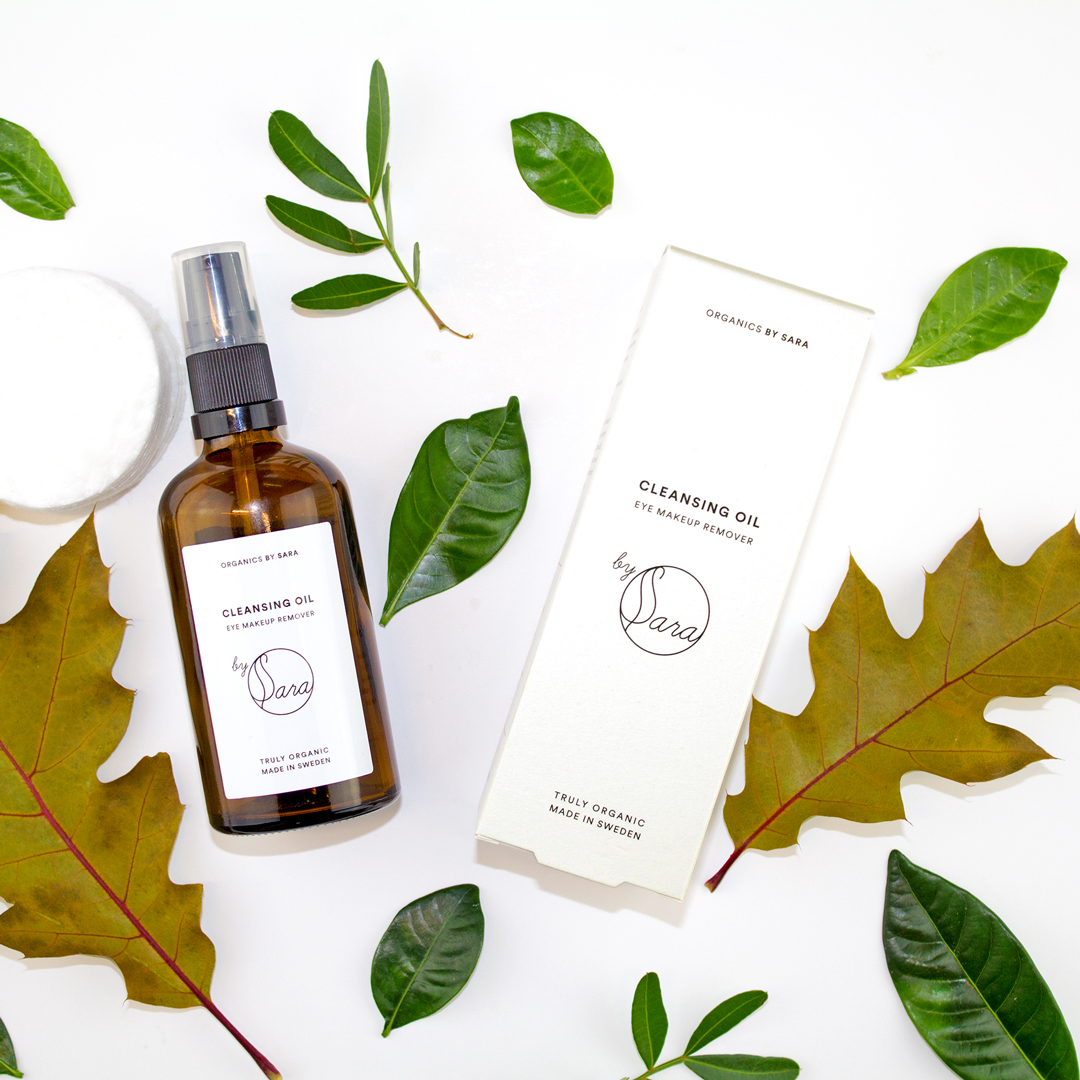 ORGANICS BY SARA
CLEANSING OIL
EYE MAKEUP REMOVER
by
Sara
TRULY ORGANIC
MADE IN SWEDEN
ORGANICS BY SARA
CLEANSING OIL
EYE MAKEUP REMOVER
by
Sara
TRULY ORGANIC
MADE IN SWEDEN